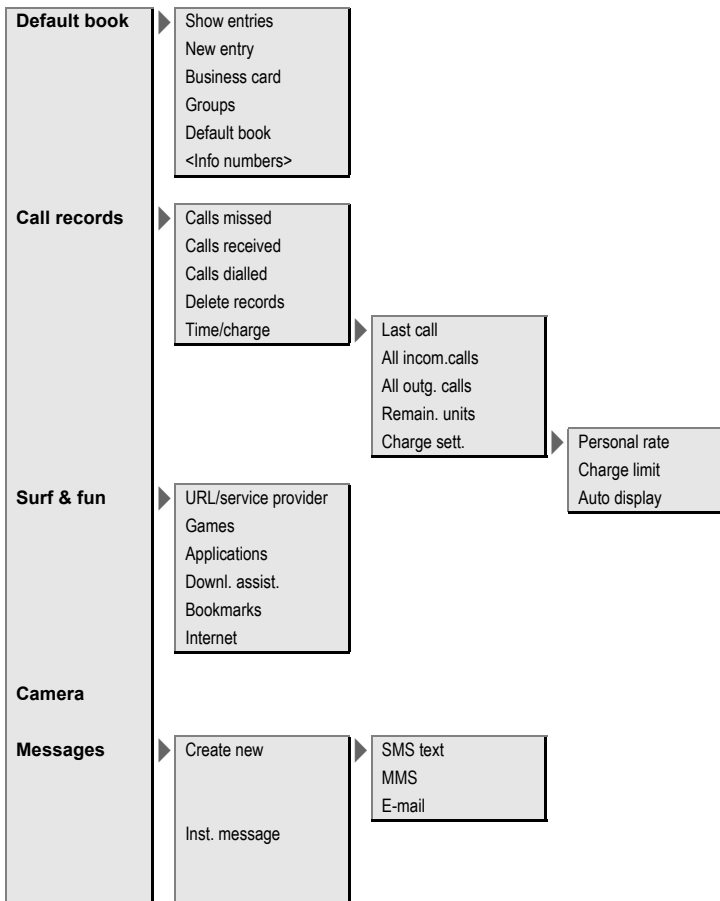 Default book
Show entries
New entry
Business card
Groups
Default book
<Info numbers>
Call records
Calls missed
Calls received
Calls dialled
Delete records
Time/charge
Last call
All incom.calls
All outg. calls
Remain. units
Charge sett.
Personal rate
Charge limit
Auto display
Surf & fun
URL/service provider
Games
Applications
Downl. assist.
Bookmarks
Internet
Camera
Messages
Create new
SMS text
MMS
E-mail
Inst. message